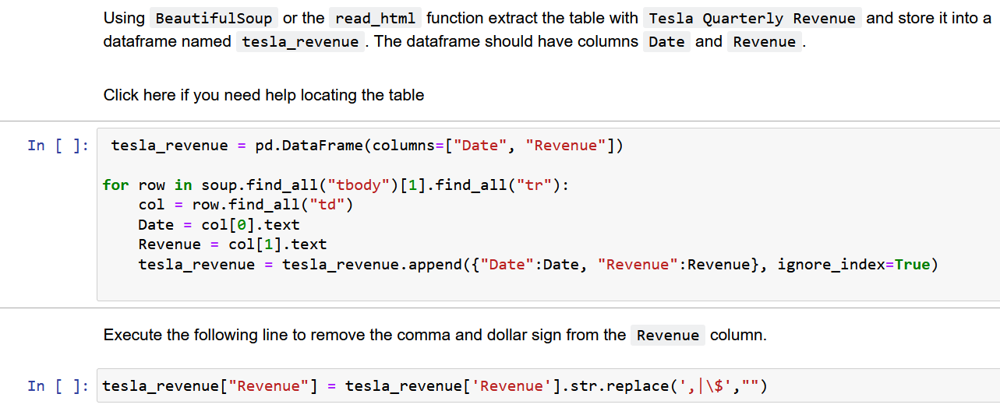 Using BeautifulSoup or the read_html function extract the table with Tesla Quarterly Revenue and store it into a
dataframe named tesla_revenue . The dataframe should have columns Date and Revenue .
Click here if you need help locating the table
In [ ]: tesla_revenue = pd.DataFrame(columns=["Date", "Revenue"])
for row in soup.find_all("tbody")[1].find_all("tr"):
    col = row.find_all("td")
    Date = col[0].text
    Revenue = col[1].text
    tesla_revenue = tesla_revenue.append({"Date":Date, "Revenue":Revenue}, ignore_index=True)
Execute the following line to remove the comma and dollar sign from the Revenue column.
In [ ]: tesla_revenue["Revenue"] = tesla_revenue['Revenue'].str.replace(',|\$',"")